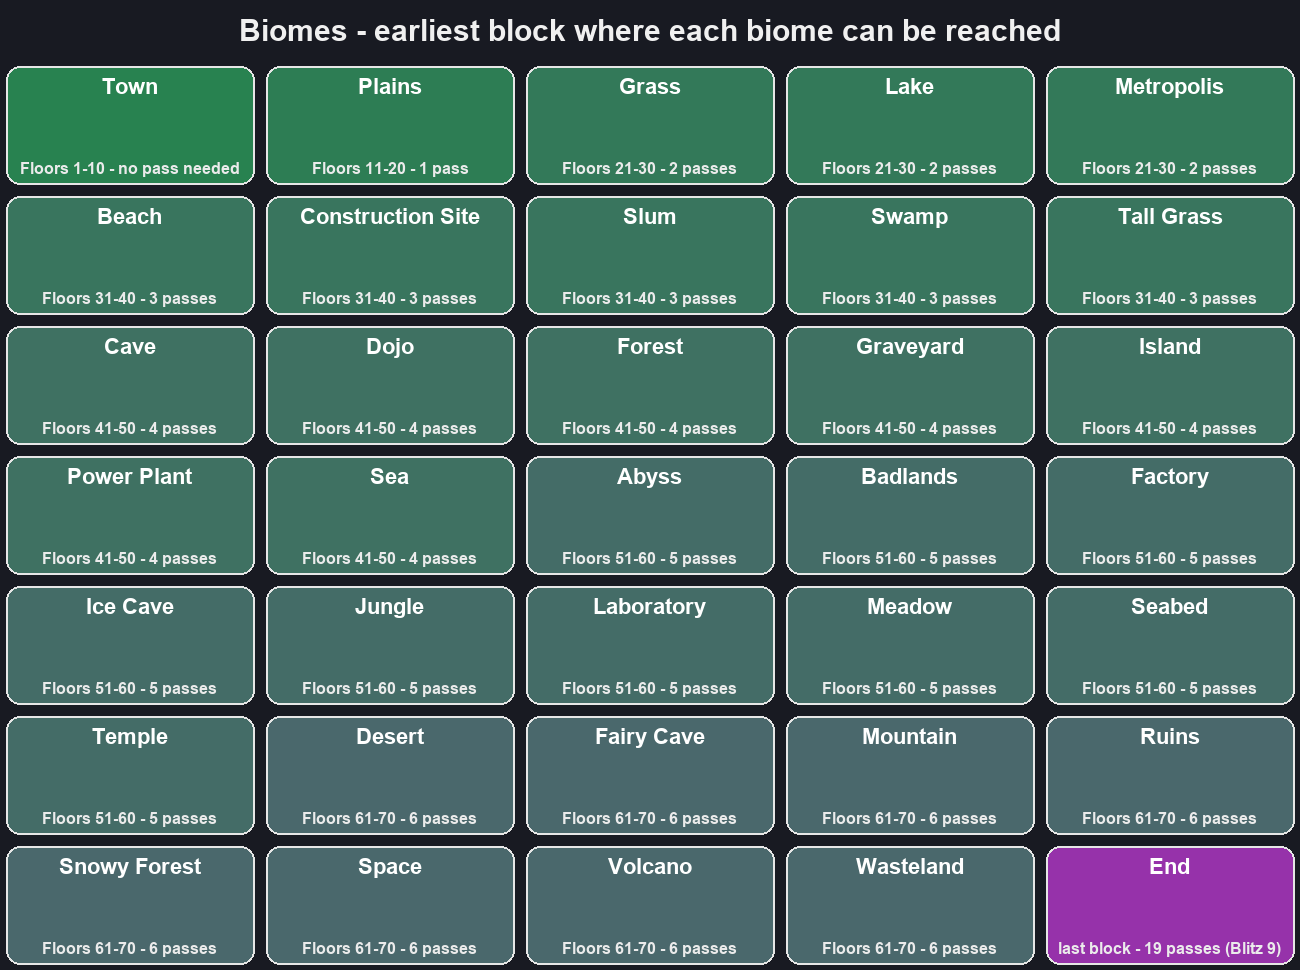 Biomes - earliest block where each biome can be reached
Town
Floors 1-10 - no pass needed
Plains
Floors 11-20 - 1 pass
Grass
Floors 21-30 - 2 passes
Lake
Floors 21-30 - 2 passes
Metropolis
Floors 21-30 - 2 passes
Beach
Floors 31-40 - 3 passes
Construction Site
Floors 31-40 - 3 passes
Slum
Floors 31-40 - 3 passes
Swamp
Floors 31-40 - 3 passes
Tall Grass
Floors 31-40 - 3 passes
Cave
Floors 41-50 - 4 passes
Dojo
Floors 41-50 - 4 passes
Forest
Floors 41-50 - 4 passes
Graveyard
Floors 41-50 - 4 passes
Island
Floors 41-50 - 4 passes
Power Plant
Floors 41-50 - 4 passes
Sea
Floors 41-50 - 4 passes
Abyss
Floors 51-60 - 5 passes
Badlands
Floors 51-60 - 5 passes
Factory
Floors 51-60 - 5 passes
Ice Cave
Floors 51-60 - 5 passes
Jungle
Floors 51-60 - 5 passes
Laboratory
Floors 51-60 - 5 passes
Meadow
Floors 51-60 - 5 passes
Seabed
Floors 51-60 - 5 passes
Temple
Floors 51-60 - 5 passes
Desert
Floors 61-70 - 6 passes
Fairy Cave
Floors 61-70 - 6 passes
Mountain
Floors 61-70 - 6 passes
Ruins
Floors 61-70 - 6 passes
Snowy Forest
Floors 61-70 - 6 passes
Space
Floors 61-70 - 6 passes
Volcano
Floors 61-70 - 6 passes
Wasteland
Floors 61-70 - 6 passes
End
last block - 19 passes (Blitz 9)